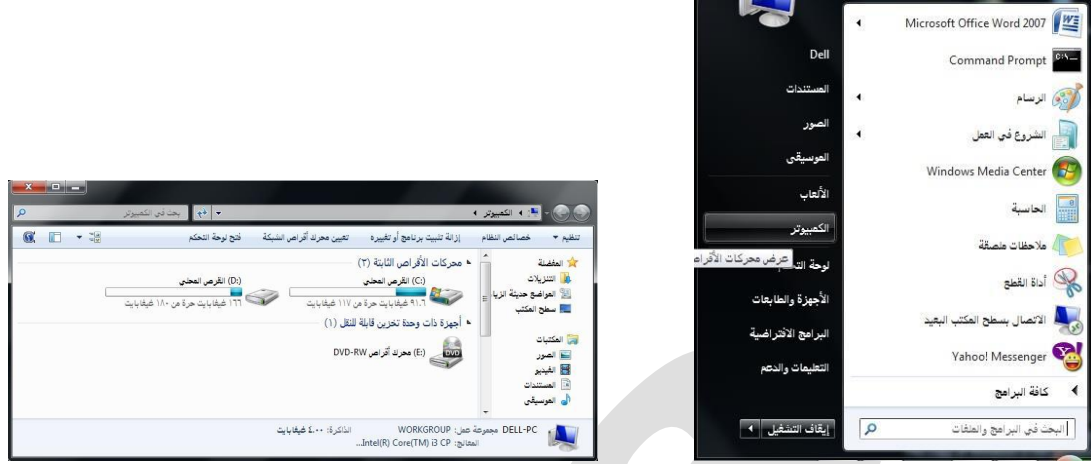 Microsoft Office Word 2007
Command Prompt
الرسام
الشروع في العمل
Windows Media Center
الحاسبة
ملاحظات ملصقة
أداة القطع
الاتصال بسطح المكتب البعيد
Yahoo! Messenger
كافة البرامج
البحث في البرامج والملفات
Dell
المستندات
الصور
الموسيقى
الألعاب
الكمبيوتر
لوحة
عرض محركات
الأجهزة والطابعات
البرامج الافتراضية
التعليمات والدعم
إيقاف التشغيل
الكمبيوتر
بحث في الكمبيوتر
تنظيم خصائص النظام إزالة تثبيت برنامج أو تغييره تعيين محرك أقراص الشبكة فتح لوحة التحكم
المفضلة
التنزيلات
المواضع حديثة الزيا
سطح المكتب
المكتبات
الصور
الفيديو
المستندات
الموسيقى
محركات الأقراص الثابتة (٢)
القرص المحلي (C:)
٩١.٦ غيغابايت حرة من ١١٧ غيغابايت
القرص المحلي (D:)
١٦٦ غيغابايت حرة من ١٨٠ غيغابايت
أجهزة ذات وحدة تخزين قابلة للنقل (١)
محرك أقراص DVD-RW (E:)
DVD
DELL-PC مجموعة عمل: WORKGROUP الذاكرة: ٤.٠٠ غيغابايت
المعالج: Intel(R) Core(TM) i3 CP...